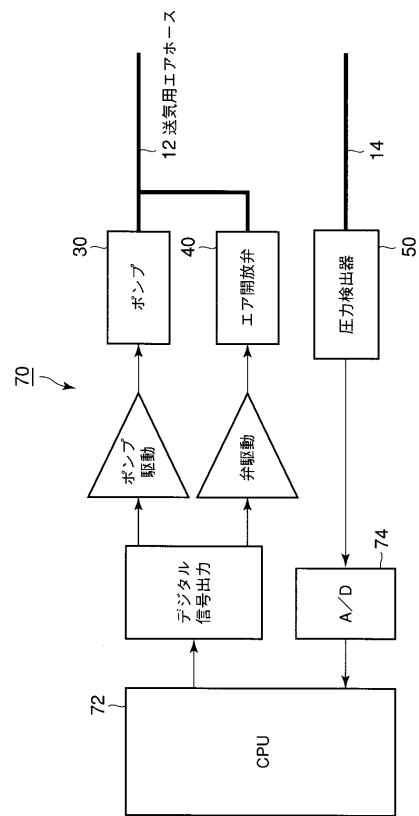 70
72
CPU
デジタル
信号出力
ポンプ
駆動
弁駆動
30
ポンプ
40
エア開放弁
12 送気用エアホース
A/D
74
圧力検出器
50
14